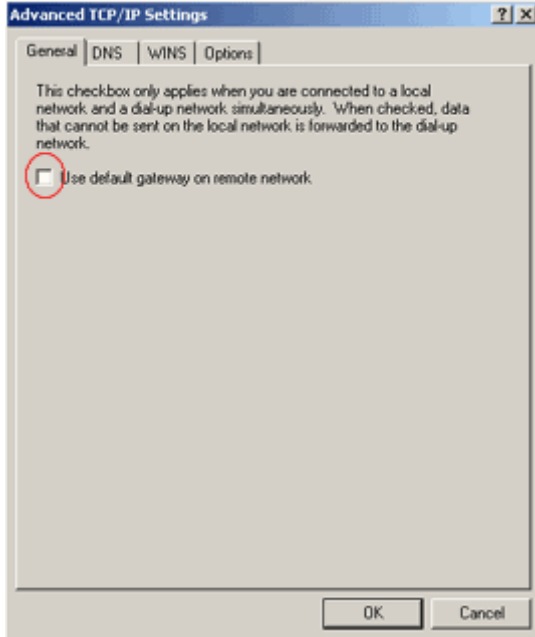 Advanced TCP/IP Settings
General DNS WINS Options
This checkbox only applies when you are connected to a local
network and a dial-up network simultaneously. When checked, data
that cannot be sent on the local network is forwarded to the dial-up
network.
Use default gateway on remote network
OK Cancel